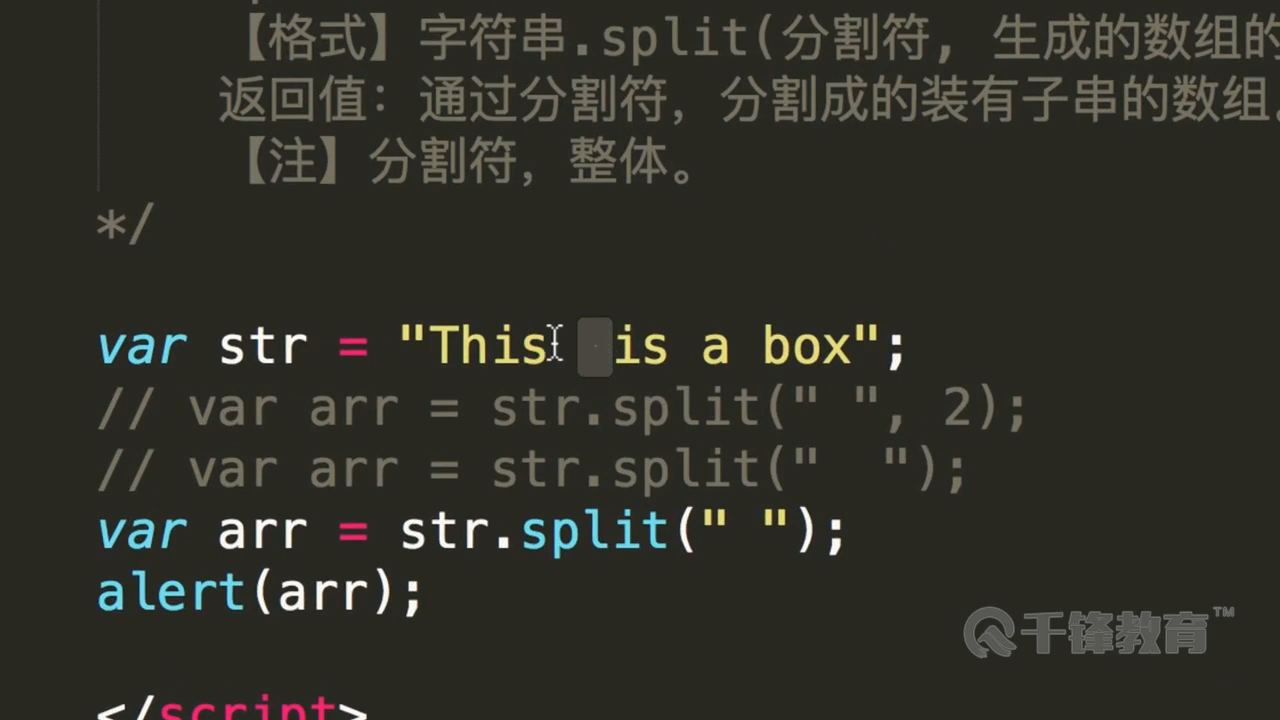 【格式】字符串.split(分割符, 生成的数组的
返回值：通过分割符，分割成的装有子串的数组。
【注】分割符，整体。
*/
var str = "This  is a box";
// var arr = str.split(" ", 2);
// var arr = str.split("  ");
var arr = str.split(" ");
alert(arr);
千锋教育™
</script>